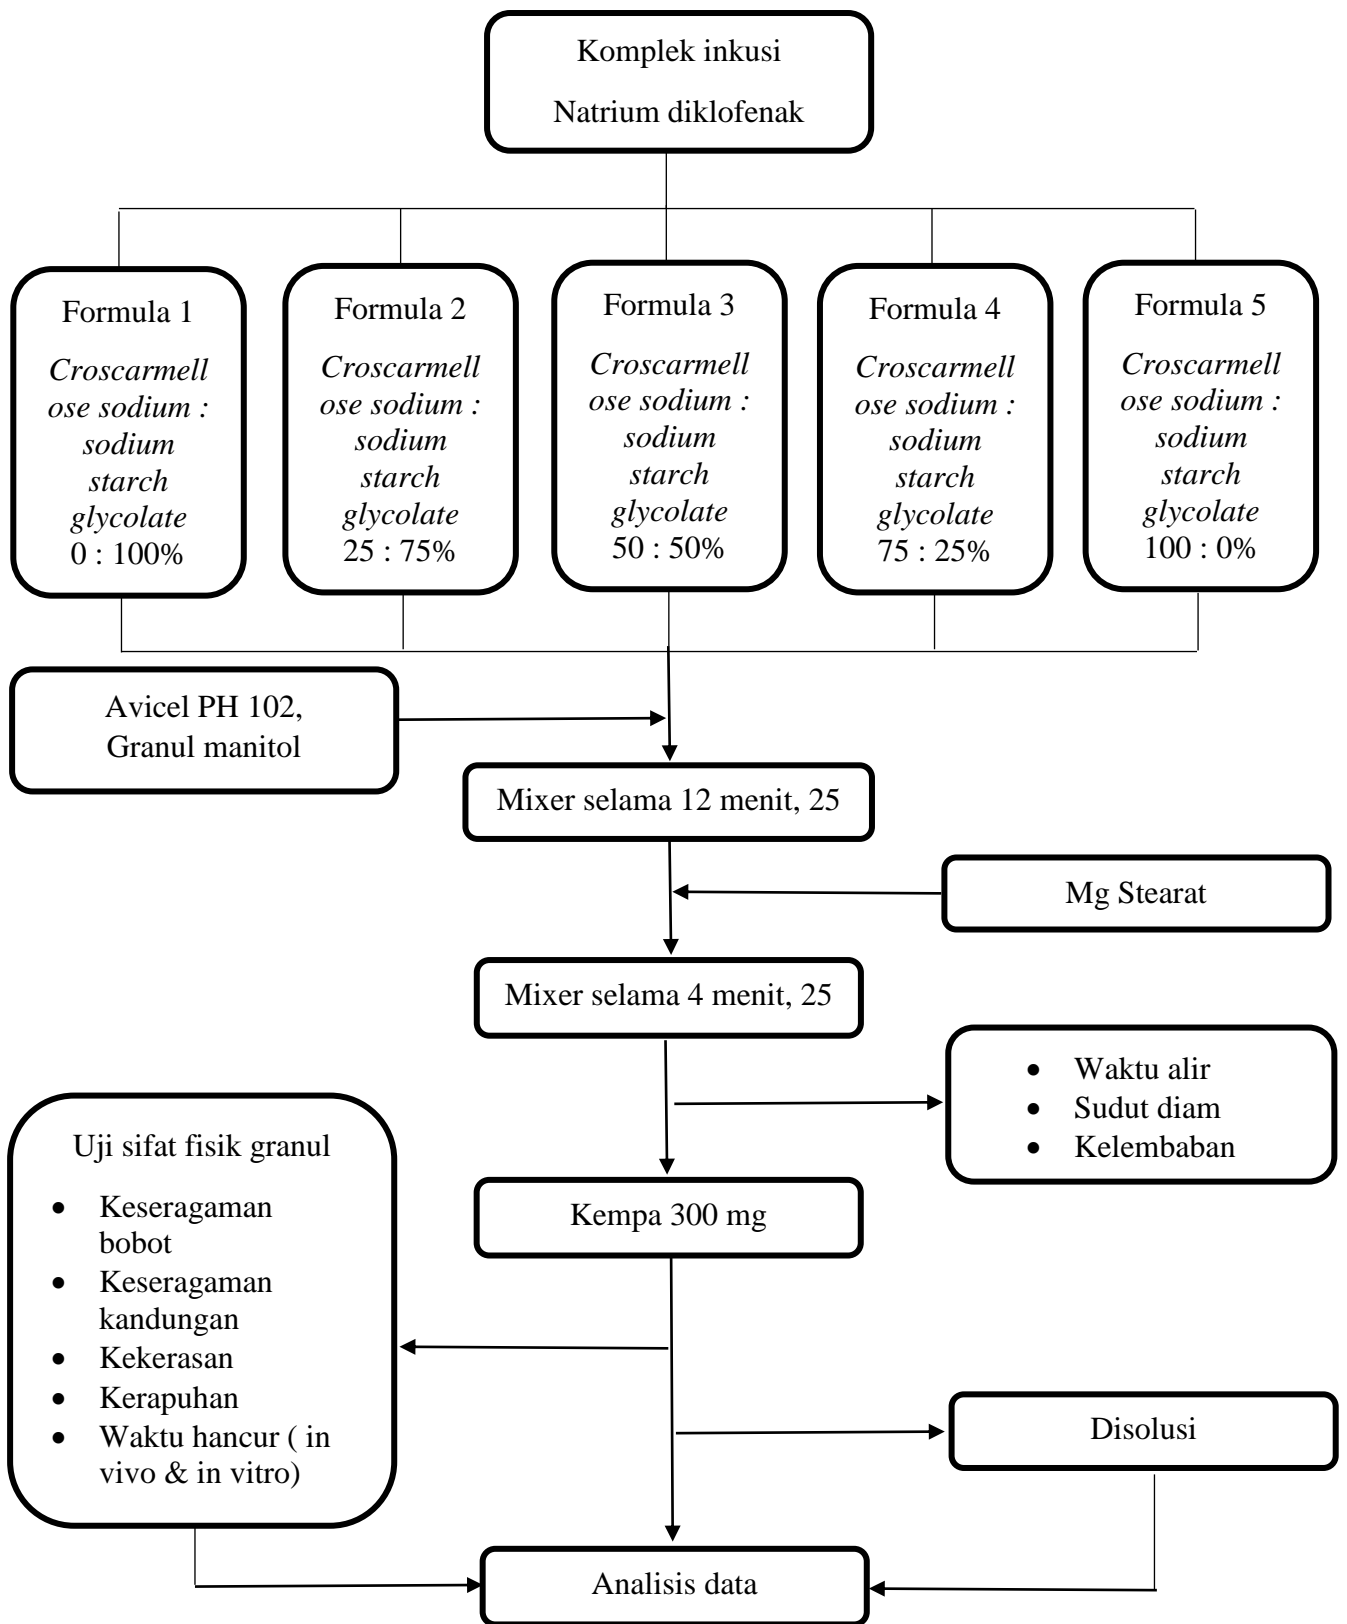 Komplek inkusi
Natrium diklofenak
Formula 1
Croscarmell
ose sodium :
sodium
starch
glycolate
0 : 100%
Formula 2
Croscarmell
ose sodium :
sodium
starch
glycolate
25 : 75%
Formula 3
Croscarmell
ose sodium :
sodium
starch
glycolate
50 : 50%
Formula 4
Croscarmell
ose sodium :
sodium
starch
glycolate
75 : 25%
Formula 5
Croscarmell
ose sodium :
sodium
starch
glycolate
100 : 0%
Avicel PH 102,
Granul manitol
Mixer selama 12 menit, 25
Mg Stearat
Mixer selama 4 menit, 25
• Waktu alir
• Sudut diam
• Kelembaban
Uji sifat fisik granul
• Keseragaman
bobot
• Keseragaman
kandungan
• Kekerasan
• Kerapuhan
• Waktu hancur ( in
vivo & in vitro)
Kempa 300 mg
Disolusi
Analisis data